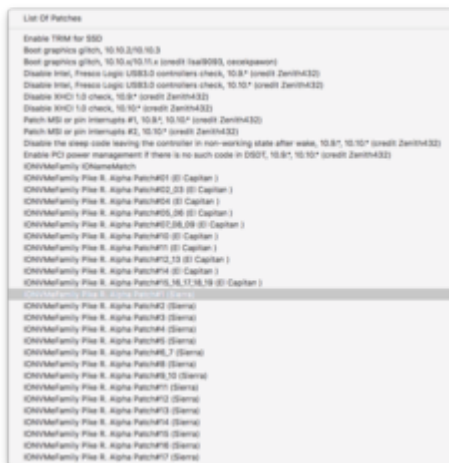 List Of Patches
Enable TRIM for SSD
Boot graphics glitch, 10.10.2/10.10.3
Boot graphics glitch, 10.10.x/10.11.x (credit lisai9093, cecekpawon)
Disable Intel, Fresco Logic USB3.0 controllers check, 10.9.* (credit Zenith432)
Disable Intel, Fresco Logic USB3.0 controllers check, 10.10.* (credit Zenith432)
Disable XHCI 1.0 check, 10.9.* (credit Zenith432)
Disable XHCI 1.0 check, 10.10.* (credit Zenith432)
Patch MSI or pin interrupts #1, 10.9.*, 10.10.* (credit Zenith432)
Patch MSI or pin interrupts #2, 10.10.* (credit Zenith432)
Disable the sleep code leaving the controller in non-working state after wake, 10.9.*, 10.10.* (credit Zenith432)
Enable PCI power management if there is no such code in DSDT, 10.9.*, 10.10.* (credit Zenith432)
IONVMeFamily IONameMatch
IONVMeFamily Pike R. Alpha Patch#01 (El Capitan )
IONVMeFamily Pike R. Alpha Patch#02_03 (El Capitan )
IONVMeFamily Pike R. Alpha Patch#04 (El Capitan )
IONVMeFamily Pike R. Alpha Patch#05_06 (El Capitan )
IONVMeFamily Pike R. Alpha Patch#07_08_09 (El Capitan )
IONVMeFamily Pike R. Alpha Patch#10 (El Capitan )
IONVMeFamily Pike R. Alpha Patch#11 (El Capitan )
IONVMeFamily Pike R. Alpha Patch#12_13 (El Capitan )
IONVMeFamily Pike R. Alpha Patch#14 (El Capitan )
IONVMeFamily Pike R. Alpha Patch#15_16_17_18_19 (El Capitan )
IONVMeFamily Pike R. Alpha Patch#1 (Sierra)
IONVMeFamily Pike R. Alpha Patch#2 (Sierra)
IONVMeFamily Pike R. Alpha Patch#3 (Sierra)
IONVMeFamily Pike R. Alpha Patch#4 (Sierra)
IONVMeFamily Pike R. Alpha Patch#5 (Sierra)
IONVMeFamily Pike R. Alpha Patch#6_7 (Sierra)
IONVMeFamily Pike R. Alpha Patch#8 (Sierra)
IONVMeFamily Pike R. Alpha Patch#9_10 (Sierra)
IONVMeFamily Pike R. Alpha Patch#11 (Sierra)
IONVMeFamily Pike R. Alpha Patch#12 (Sierra)
IONVMeFamily Pike R. Alpha Patch#13 (Sierra)
IONVMeFamily Pike R. Alpha Patch#14 (Sierra)
IONVMeFamily Pike R. Alpha Patch#15 (Sierra)
IONVMeFamily Pike R. Alpha Patch#16 (Sierra)
IONVMeFamily Pike R. Alpha Patch#17 (Sierra)